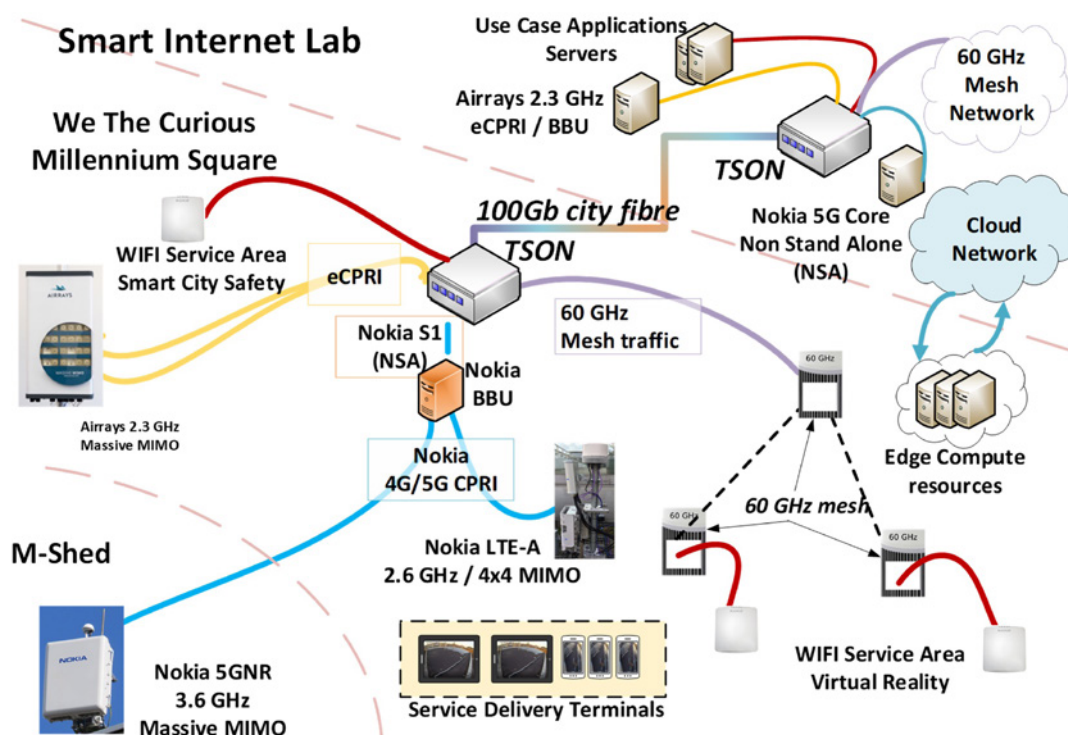 Smart Internet Lab
Use Case Applications
Servers
Airrays 2.3 GHz
eCPRI / BBU
60 GHz
Mesh
Network
TSON
Nokia 5G Core
Non Stand Alone
(NSA)
Cloud
Network
We The Curious
Millennium Square
WIFI Service Area
Smart City Safety
100Gb city fibre
TSON
eCPRI
AIRRAYS
Airrays 2.3 GHz
Massive MIMO
Nokia S1
(NSA)
Nokia
BBU
60 GHz
Mesh traffic
60 GHz
Edge Compute
resources
Nokia
4G/5G CPRI
Nokia LTE-A
2.6 GHz / 4x4 MIMO
60 GHz mesh
60 GHz
60 GHz
M-Shed
NOKIA
Nokia 5GNR
3.6 GHz
Massive MIMO
Service Delivery Terminals
WIFI Service Area
Virtual Reality